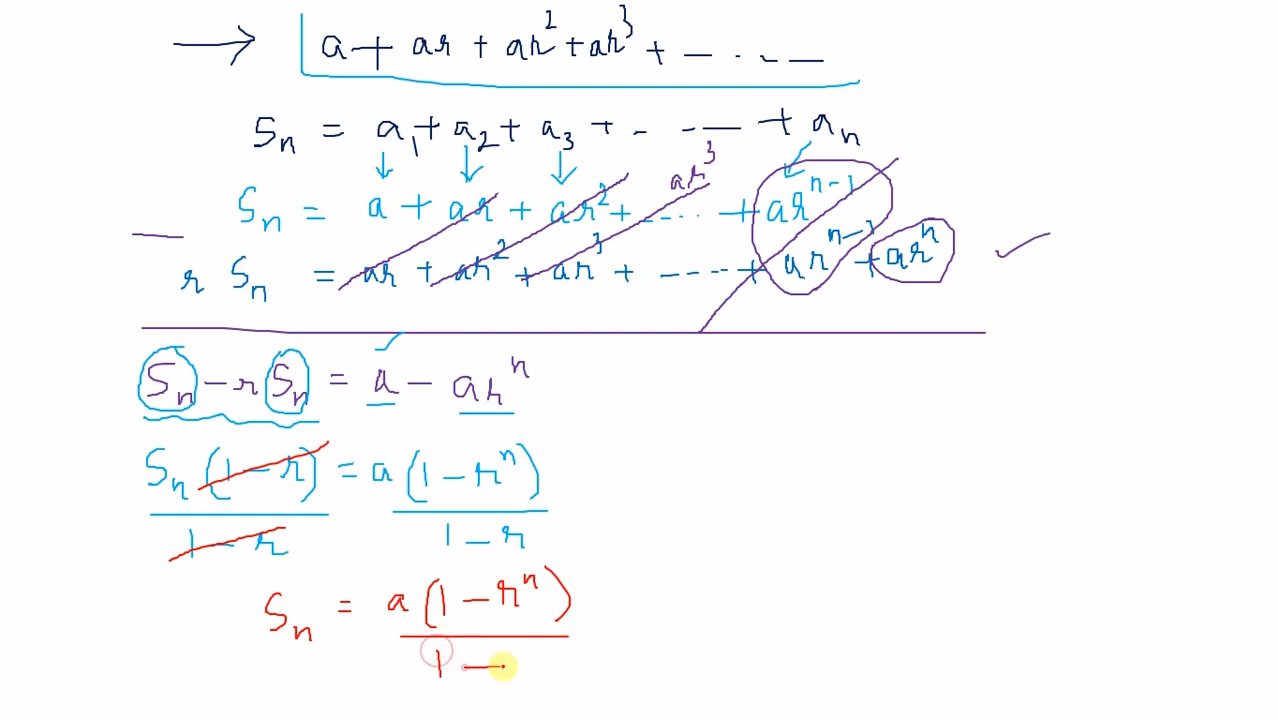 → a + ar + ar² + ar³ + - . . -
Sₙ = a₁ + a₂ + a₃ + - - — + aₙ
ar³
Sₙ = a + ar + ar² + - ... + arⁿ⁻¹
r Sₙ = ar + ar² + ar³ + ---- + arⁿ⁻¹ + arⁿ ✓
Sₙ - r Sₙ = a - arⁿ
Sₙ (1 - r) = a (1 - rⁿ)
1 - r 1 - r
Sₙ = a (1 - rⁿ)
1 -